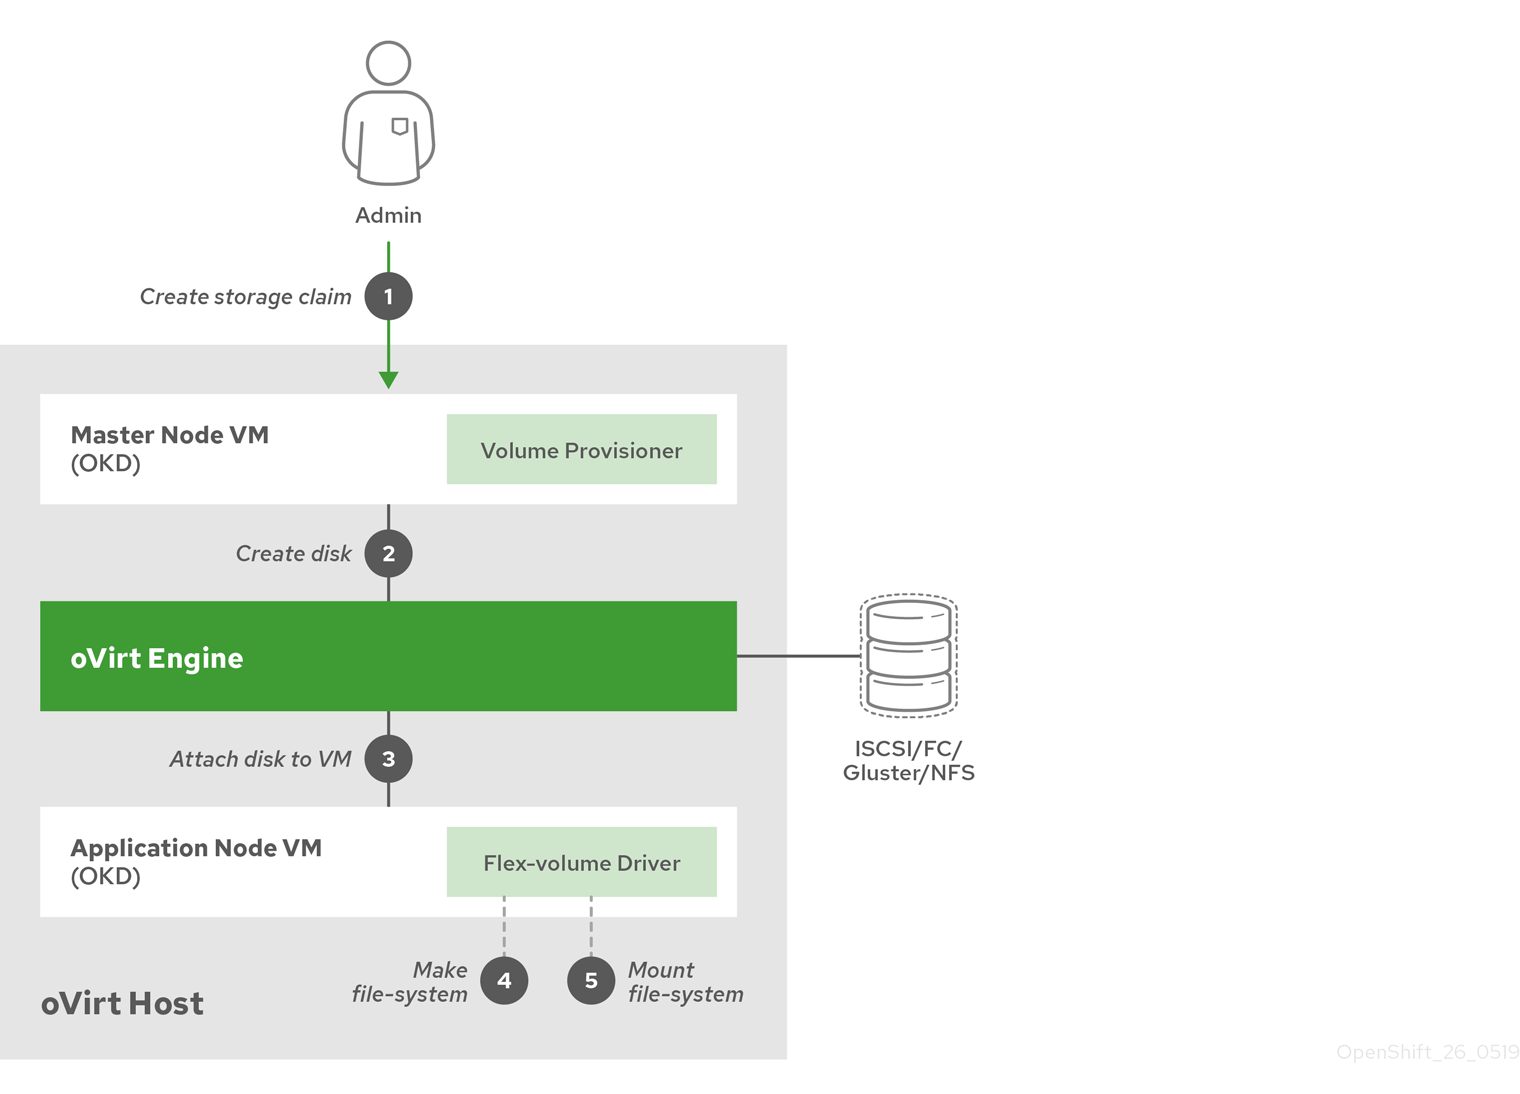 Admin
Create storage claim
1
Master Node VM
(OKD)
Volume Provisioner
Create disk
2
oVirt Engine
ISCSI/FC/
Gluster/NFS
Attach disk to VM
3
Application Node VM
(OKD)
Flex-volume Driver
Make
file-system
4
5
Mount
file-system
oVirt Host
OpenShift_26_0519